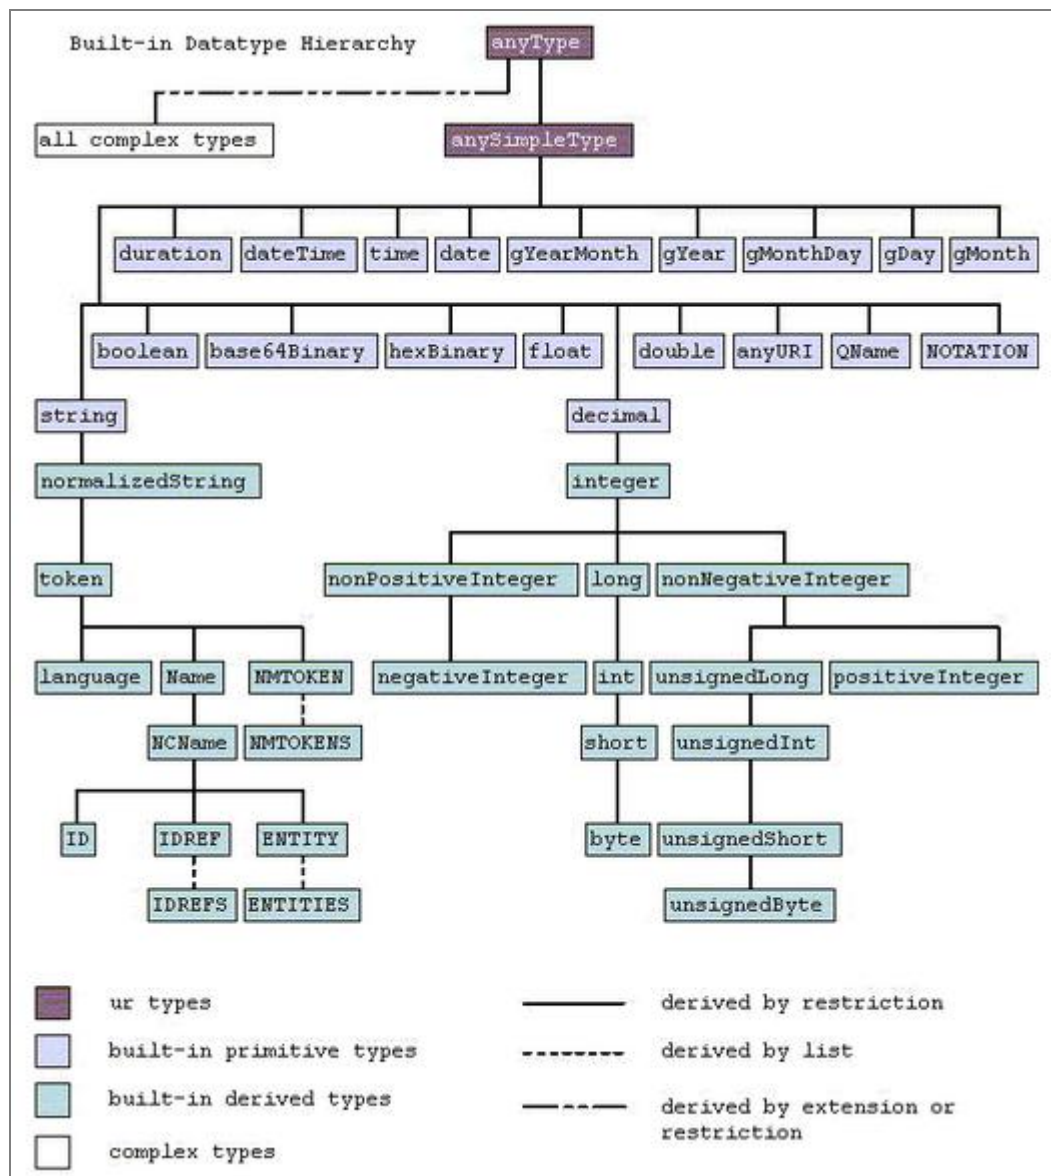 Built-in Datatype Hierarchy
anyType
all complex types
anySimpleType
duration dateTime time date gYearMonth gYear gMonthDay gDay gMonth
boolean base64Binary hexBinary float double anyURI QName NOTATION
string decimal
normalizedString integer
token nonPositiveInteger long nonNegativeInteger
language Name NMTOKEN negativeInteger int unsignedLong positiveInteger
NCName NMTOKENS short unsignedInt
ID IDREF ENTITY byte unsignedShort
IDREFS ENTITIES unsignedByte
ur types derived by restriction
built-in primitive types derived by list
built-in derived types derived by extension or
restriction
complex types